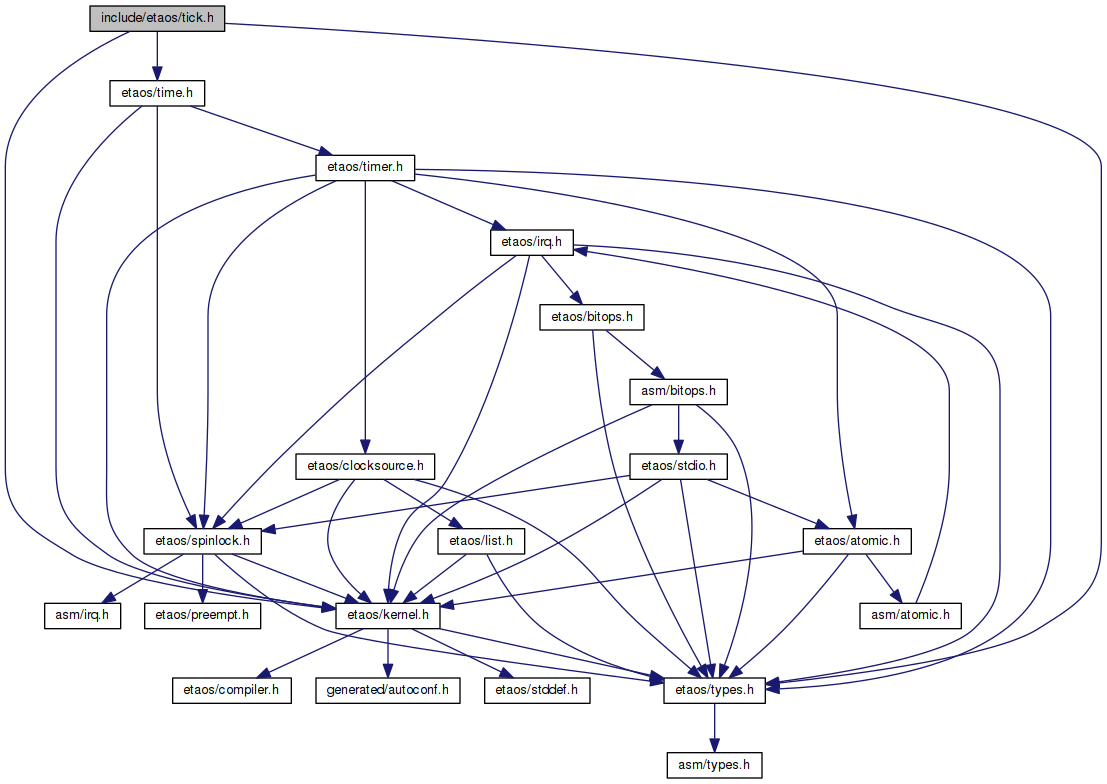 include/etaos/tick.h
etaos/time.h
etaos/timer.h
etaos/irq.h
etaos/bitops.h
asm/bitops.h
etaos/clocksource.h
etaos/stdio.h
etaos/spinlock.h
etaos/list.h
etaos/atomic.h
asm/irq.h
etaos/preempt.h
etaos/kernel.h
asm/atomic.h
etaos/compiler.h
generated/autoconf.h
etaos/stddef.h
etaos/types.h
asm/types.h